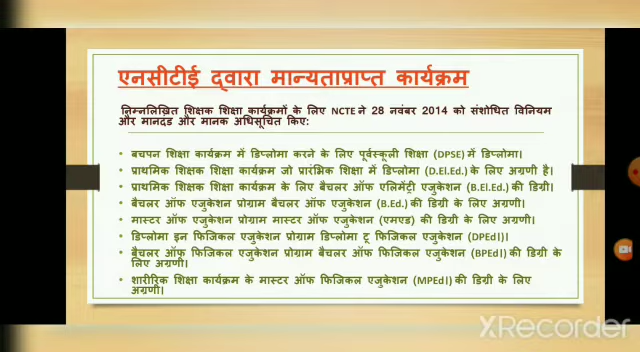 एनसीटीई द्वारा मान्यताप्राप्त कार्यक्रम
निम्नलिखित शिक्षक शिक्षा कार्यक्रमों के लिए NCTE ने 28 नवंबर 2014 को संशोधित विनियम
और मानदंड और मानक अधिसूचित किए:
• बचपन शिक्षा कार्यक्रम में डिप्लोमा करने के लिए पूर्वस्कूली शिक्षा (DPSE) में डिप्लोमा।
• प्राथमिक शिक्षक शिक्षा कार्यक्रम जो प्रारंभिक शिक्षा में डिप्लोमा (D.El.Ed.) के लिए अग्रणी है।
• प्राथमिक शिक्षक शिक्षा कार्यक्रम के लिए बैचलर ऑफ एलिमेंट्री एजुकेशन (B.El.Ed.) की डिग्री।
• बैचलर ऑफ एजुकेशन प्रोग्राम बैचलर ऑफ एजुकेशन (B.Ed.) की डिग्री के लिए अग्रणी।
• मास्टर ऑफ एजुकेशन प्रोग्राम मास्टर ऑफ एजुकेशन (एमएड) की डिग्री के लिए अग्रणी।
• डिप्लोमा इन फिजिकल एजुकेशन प्रोग्राम डिप्लोमा टू फिजिकल एजुकेशन (DPEd।)।
• बैचलर ऑफ फिजिकल एजुकेशन प्रोग्राम बैचलर ऑफ फिजिकल एजुकेशन (BPEd।) की डिग्री के
लिए अग्रणी।
• शारीरिक शिक्षा कार्यक्रम के मास्टर ऑफ फिजिकल एजुकेशन (MPEd।) की डिग्री के लिए
अग्रणी।
XRecorder